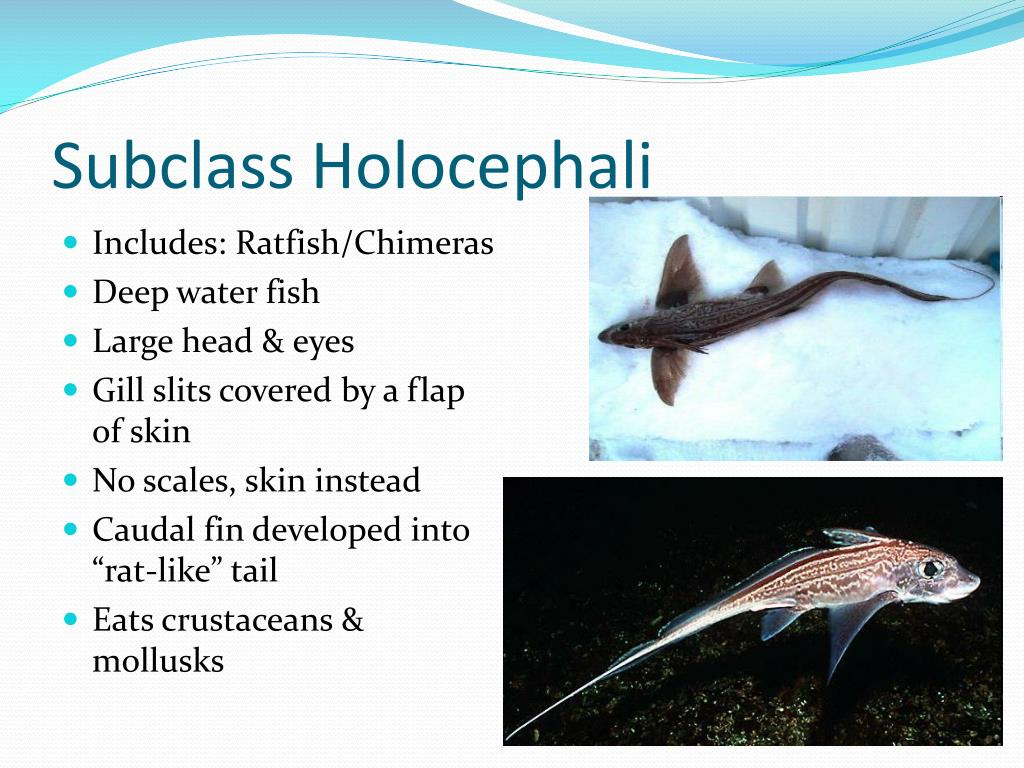 Subclass Holocephali
Includes: Ratfish/Chimeras
Deep water fish
Large head & eyes
Gill slits covered by a flap
of skin
No scales, skin instead
Caudal fin developed into
“rat-like” tail
Eats crustaceans &
mollusks